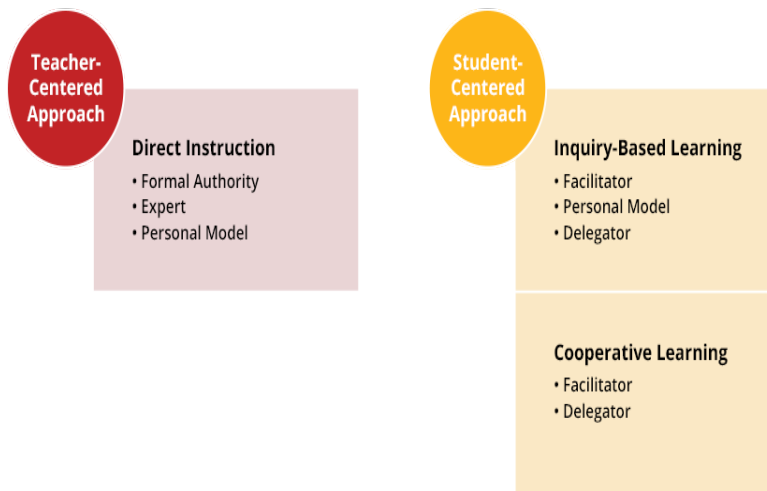 Teacher-
Centered
Approach
Direct Instruction
• Formal Authority
• Expert
• Personal Model
Student-
Centered
Approach
Inquiry-Based Learning
• Facilitator
• Personal Model
• Delegator
Cooperative Learning
• Facilitator
• Delegator